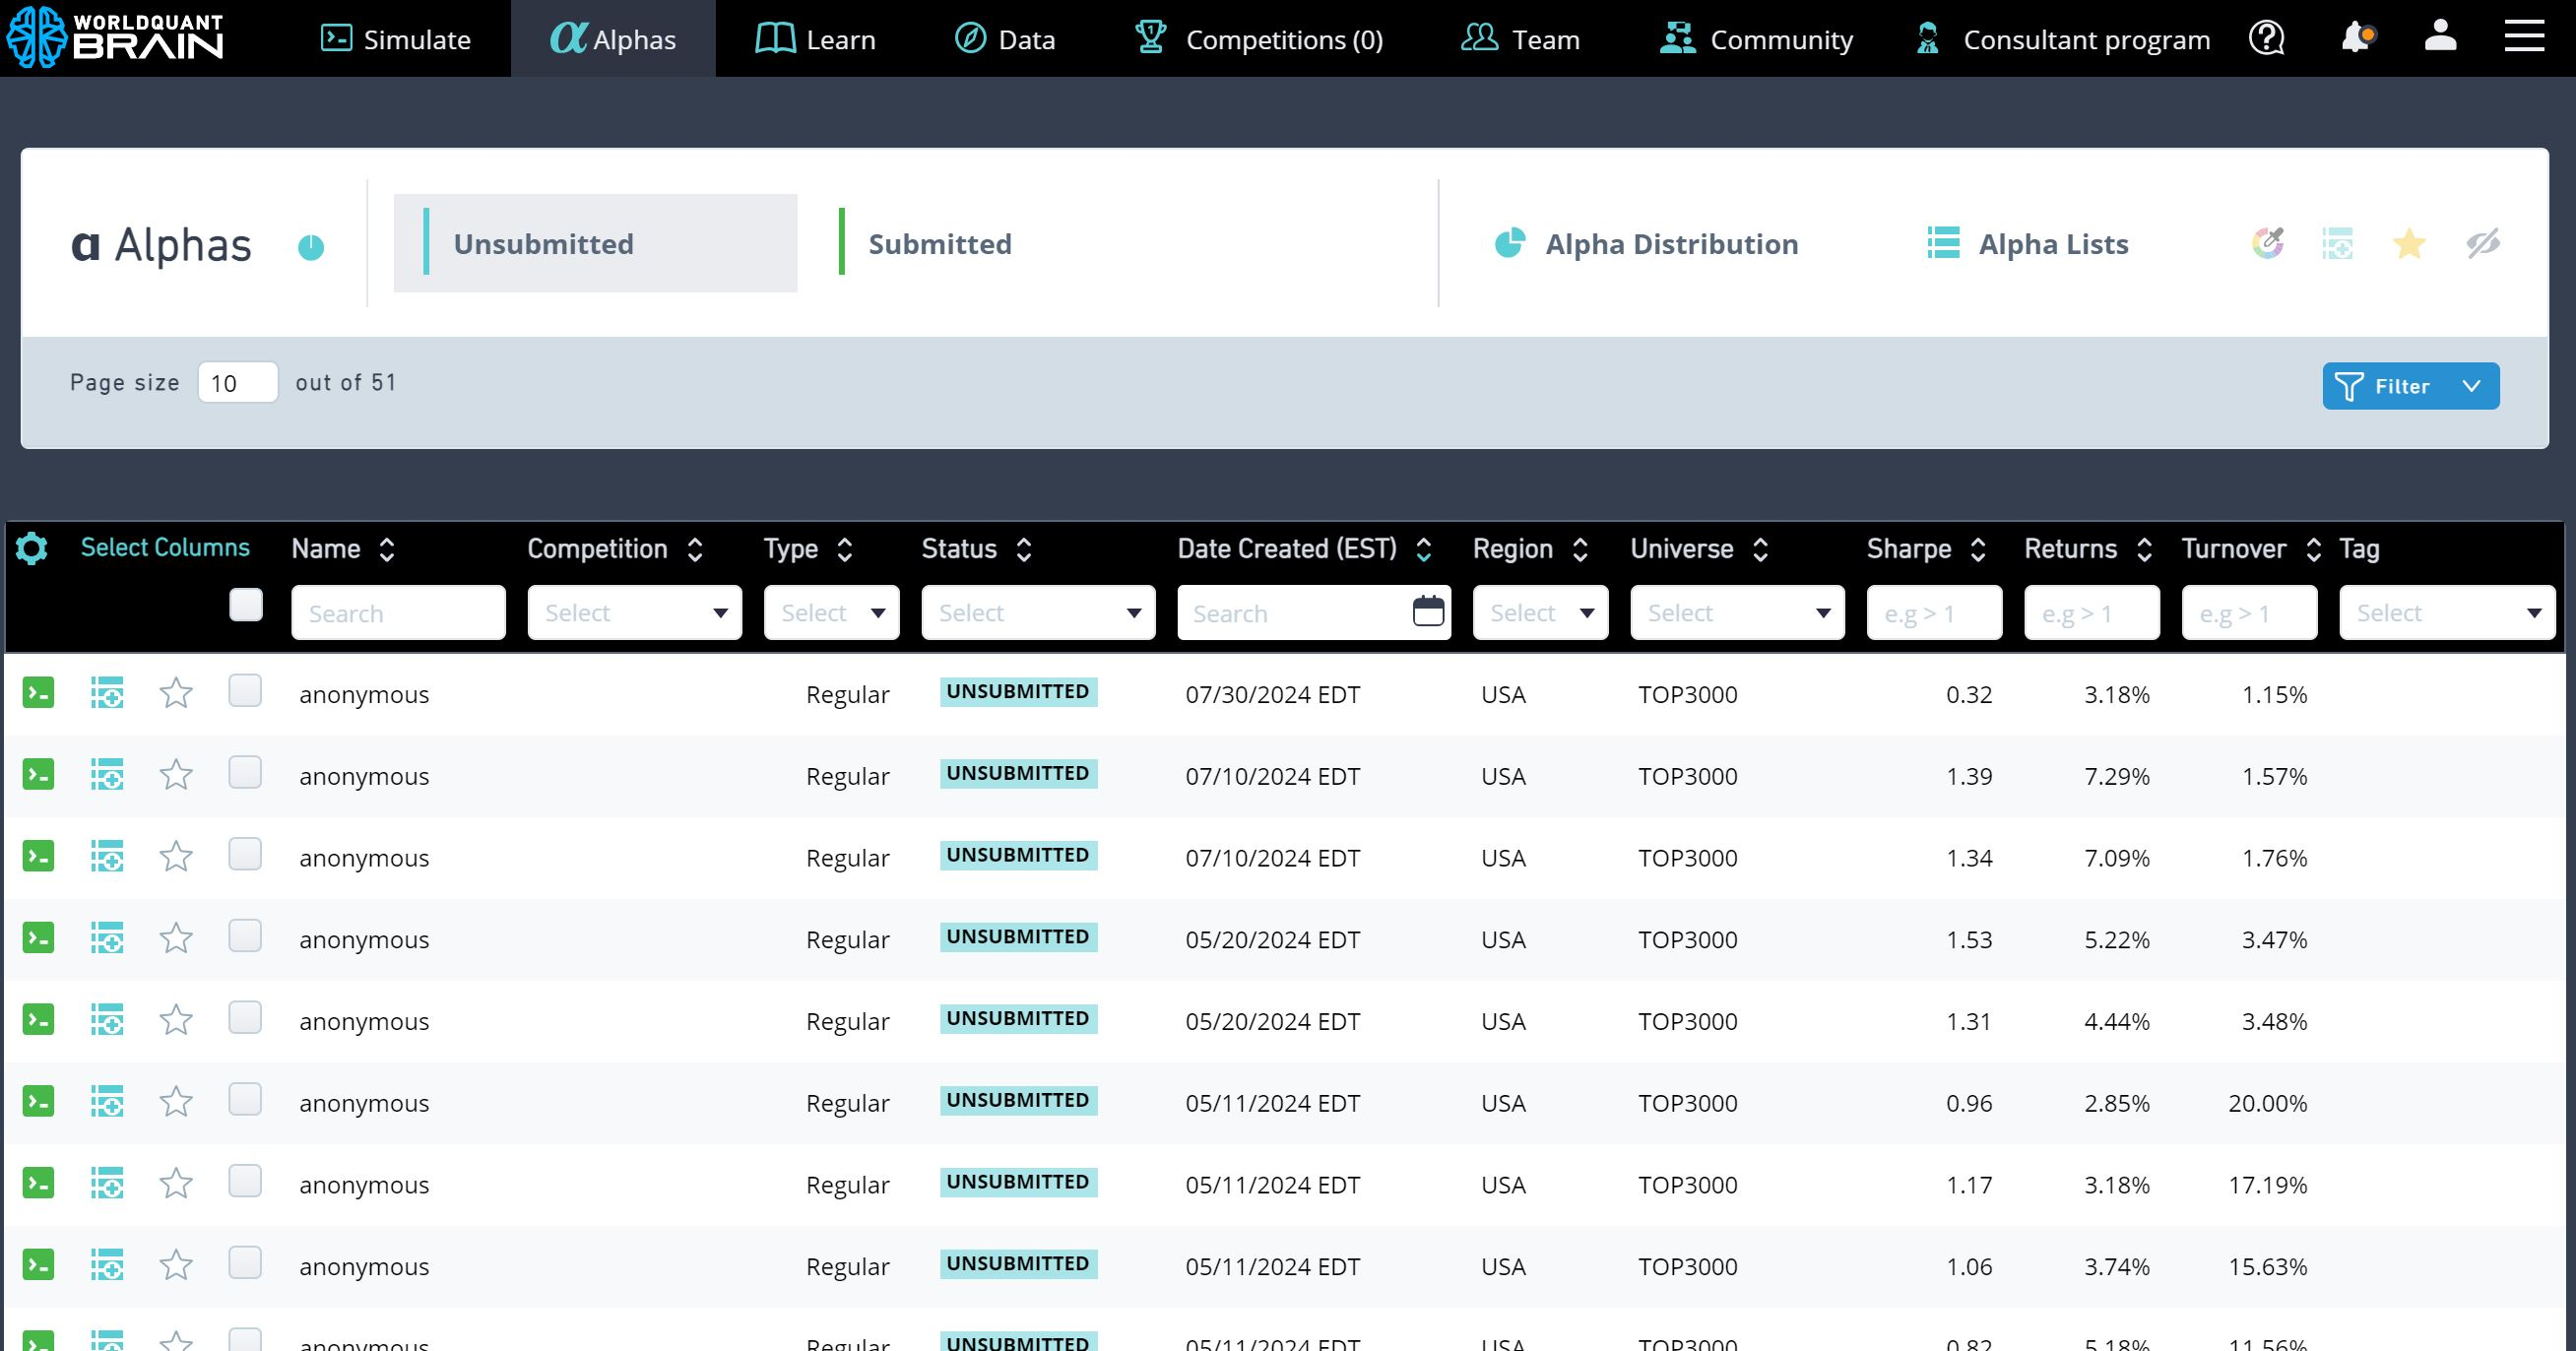 WORLDQUANT
BRAIN
Simulate
α Alphas
Learn
Data
Competitions (0)
Team
Community
Consultant program
α Alphas
Unsubmitted
Submitted
Alpha Distribution
Alpha Lists
Page size 10 out of 51
Filter
Select Columns Name Competition Type Status Date Created (EST) Region Universe Sharpe Returns Turnover Tag
Search Select Select Select Search Select Select e.g > 1 e.g > 1 e.g > 1 Select
anonymous Regular UNSUBMITTED 07/30/2024 EDT USA TOP3000 0.32 3.18% 1.15%
anonymous Regular UNSUBMITTED 07/10/2024 EDT USA TOP3000 1.39 7.29% 1.57%
anonymous Regular UNSUBMITTED 07/10/2024 EDT USA TOP3000 1.34 7.09% 1.76%
anonymous Regular UNSUBMITTED 05/20/2024 EDT USA TOP3000 1.53 5.22% 3.47%
anonymous Regular UNSUBMITTED 05/20/2024 EDT USA TOP3000 1.31 4.44% 3.48%
anonymous Regular UNSUBMITTED 05/11/2024 EDT USA TOP3000 0.96 2.85% 20.00%
anonymous Regular UNSUBMITTED 05/11/2024 EDT USA TOP3000 1.17 3.18% 17.19%
anonymous Regular UNSUBMITTED 05/11/2024 EDT USA TOP3000 1.06 3.74% 15.63%
anonymous Regular UNSUBMITTED 05/11/2024 EDT USA TOP3000 0.82 5.18% 11.56%